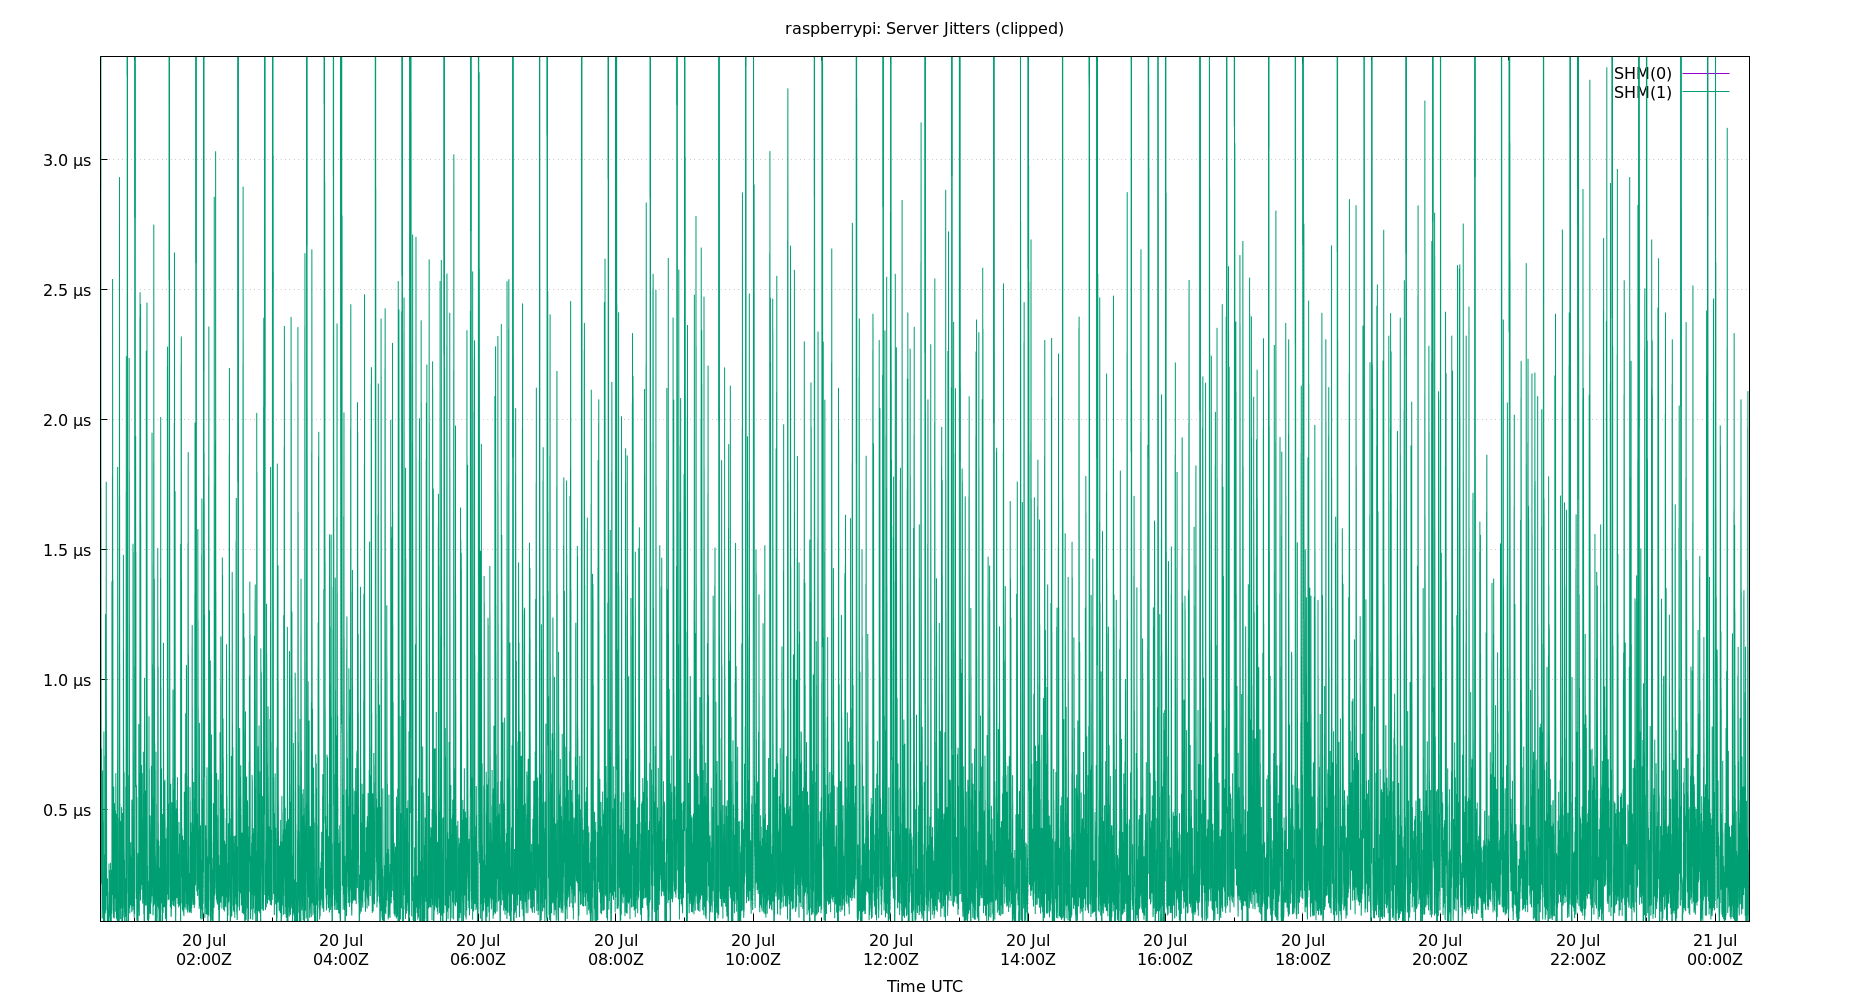 raspberrypi: Server Jitters (clipped)
SHM(0)
SHM(1)
3.0 µs
2.5 µs
2.0 µs
1.5 µs
1.0 µs
0.5 µs
20 Jul 20 Jul 20 Jul 20 Jul 20 Jul 20 Jul 20 Jul 20 Jul 20 Jul 20 Jul 20 Jul 21 Jul
02:00Z 04:00Z 06:00Z 08:00Z 10:00Z 12:00Z 14:00Z 16:00Z 18:00Z 20:00Z 22:00Z 00:00Z
Time UTC